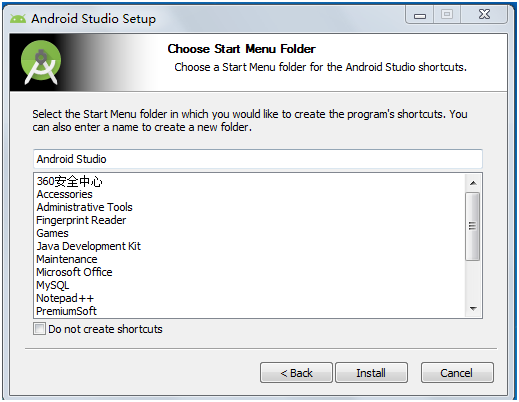 Android Studio Setup
Choose Start Menu Folder
Choose a Start Menu folder for the Android Studio shortcuts.
Select the Start Menu folder in which you would like to create the program's shortcuts. You
can also enter a name to create a new folder.
Android Studio
360安全中心
Accessories
Administrative Tools
Fingerprint Reader
Games
Java Development Kit
Maintenance
Microsoft Office
MySQL
Notepad++
PremiumSoft
Do not create shortcuts
< Back
Install
Cancel